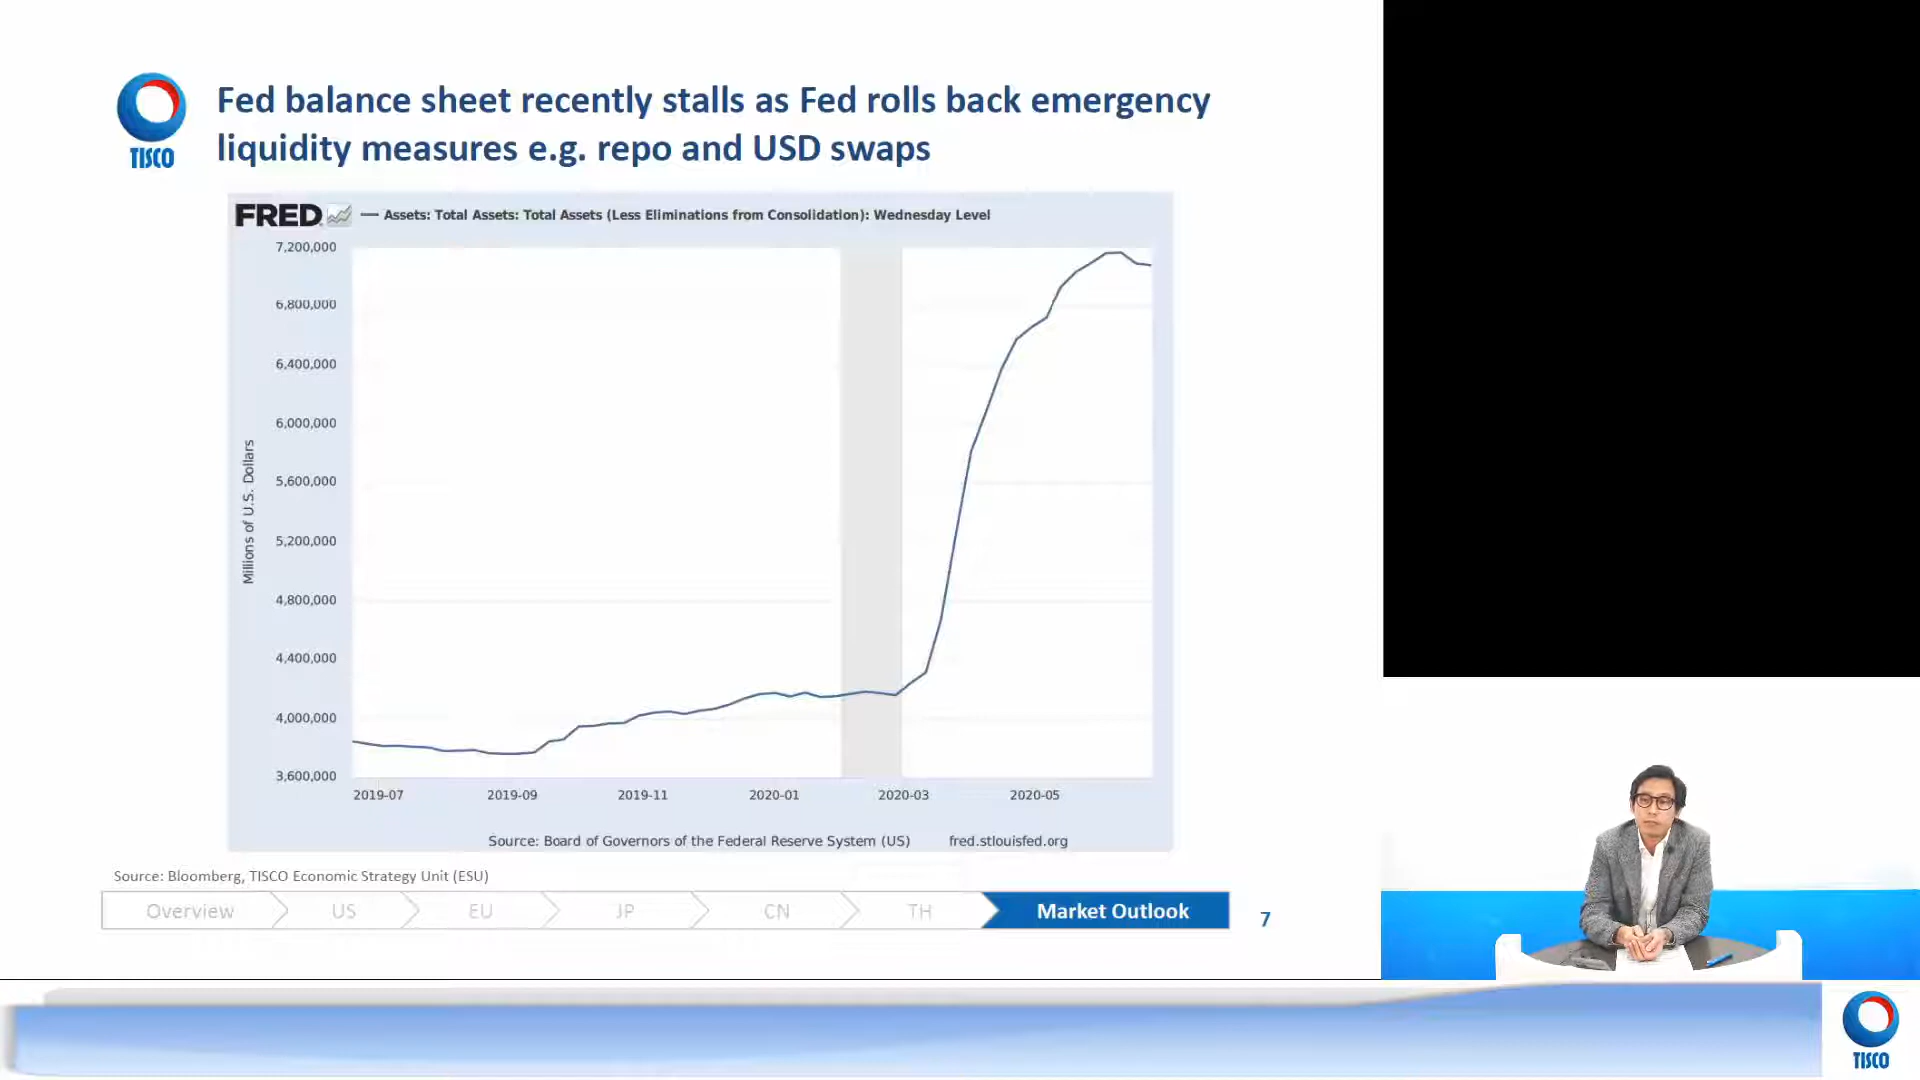 TISCO
Fed balance sheet recently stalls as Fed rolls back emergency
liquidity measures e.g. repo and USD swaps
FRED — Assets: Total Assets: Total Assets (Less Eliminations from Consolidation): Wednesday Level
Millions of U.S. Dollars
7,200,000
6,800,000
6,400,000
6,000,000
5,600,000
5,200,000
4,800,000
4,400,000
4,000,000
3,600,000
2019-07 2019-09 2019-11 2020-01 2020-03 2020-05
Source: Board of Governors of the Federal Reserve System (US) fred.stlouisfed.org
Source: Bloomberg, TISCO Economic Strategy Unit (ESU)
Overview US EU JP CN TH Market Outlook 7
TISCO